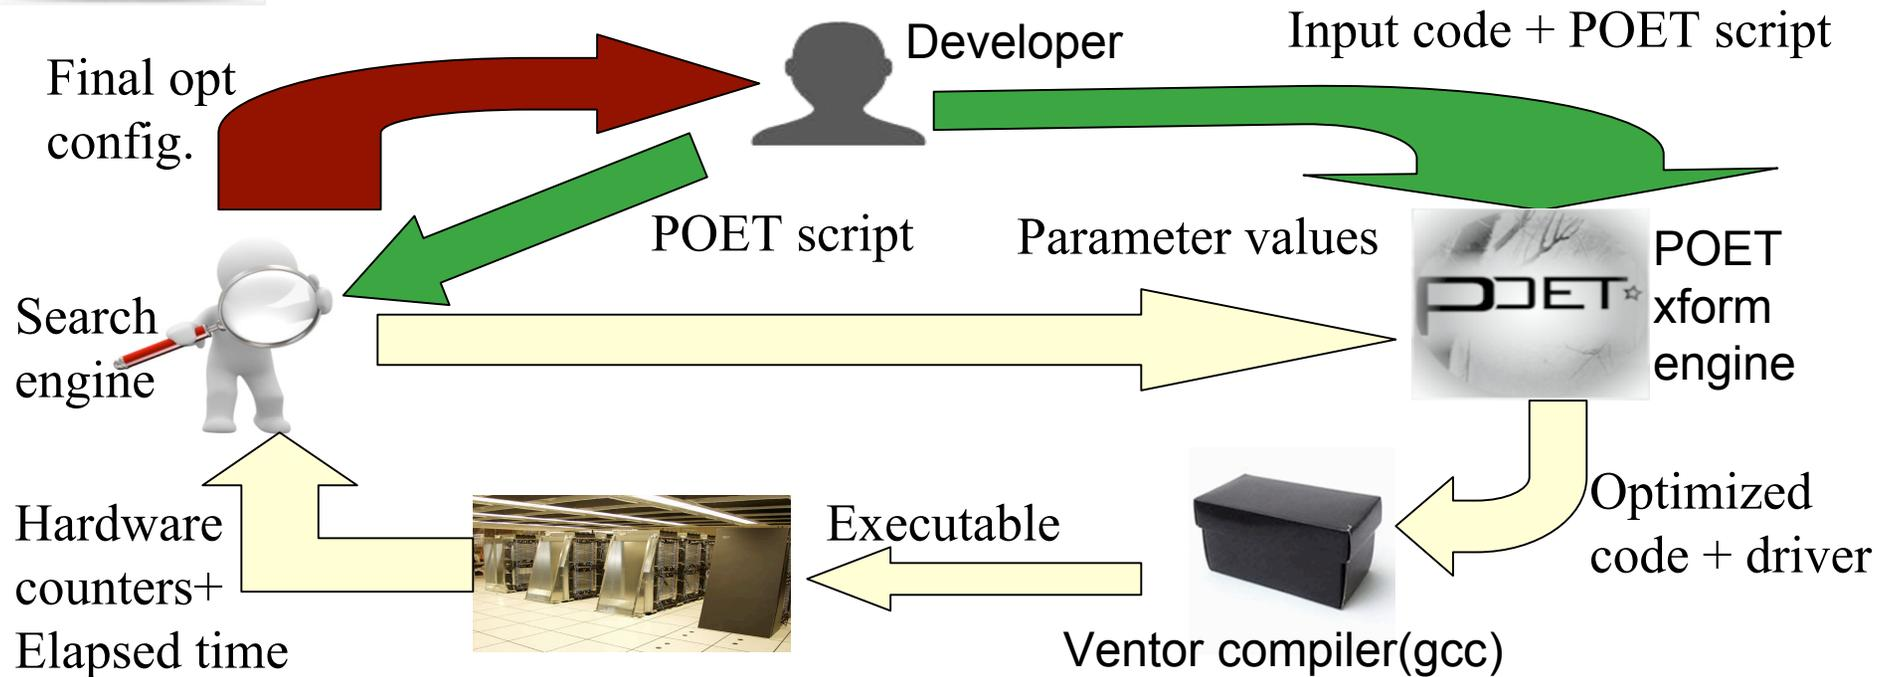 Developer
Input code + POET script
Final opt
config.
POET script
Parameter values
POET
POET
xform
engine
Search
engine
Hardware
counters+
Elapsed time
Executable
Optimized
code + driver
Ventor compiler(gcc)